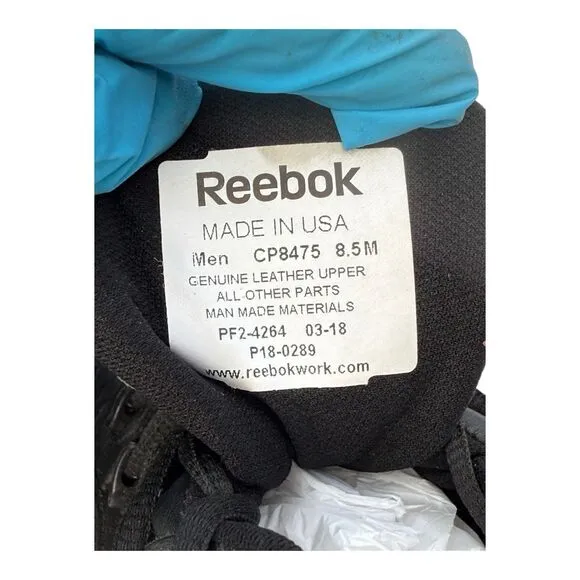 Reebok
MADE IN USA
Men CP8475 8.5M
GENUINE LEATHER UPPER
ALL OTHER PARTS
MAN MADE MATERIALS
PF2-4264 03-18
P18-0289
www.reebokwork.com